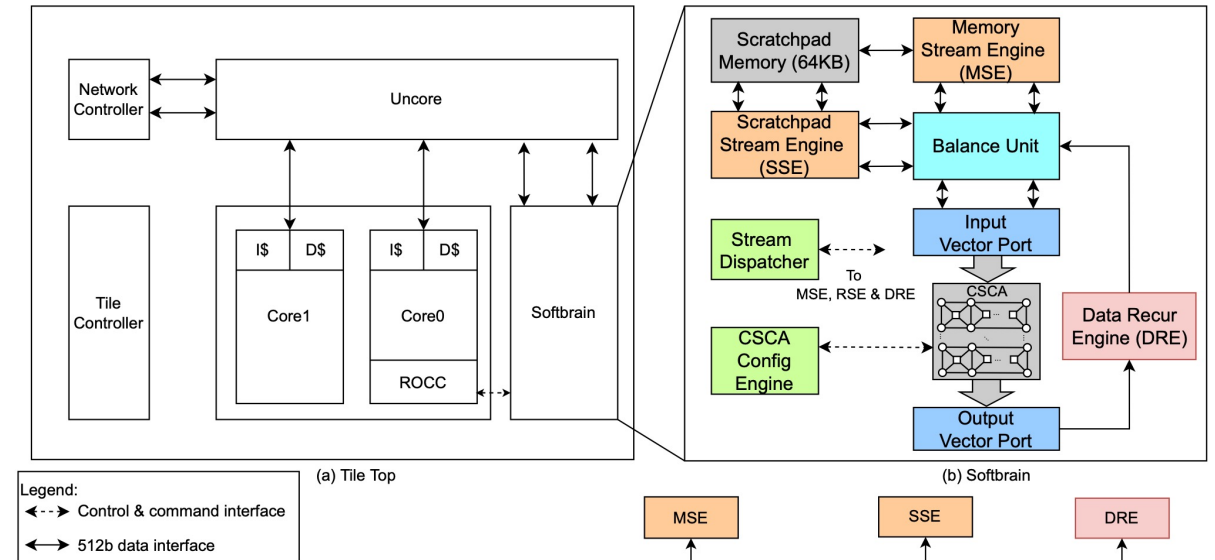 Network
Controller
Uncore
Tile
Controller
I$
D$
Core1
I$
D$
Core0
ROCC
Softbrain
(a) Tile Top
Scratchpad
Memory (64KB)
Memory
Stream Engine
(MSE)
Scratchpad
Stream Engine
(SSE)
Balance Unit
Input
Vector Port
Stream
Dispatcher
To
MSE, RSE & DRE
CSCA
CSCA
Config
Engine
Data Recur
Engine (DRE)
Output
Vector Port
(b) Softbrain
Legend:
Control & command interface
512b data interface
MSE
SSE
DRE